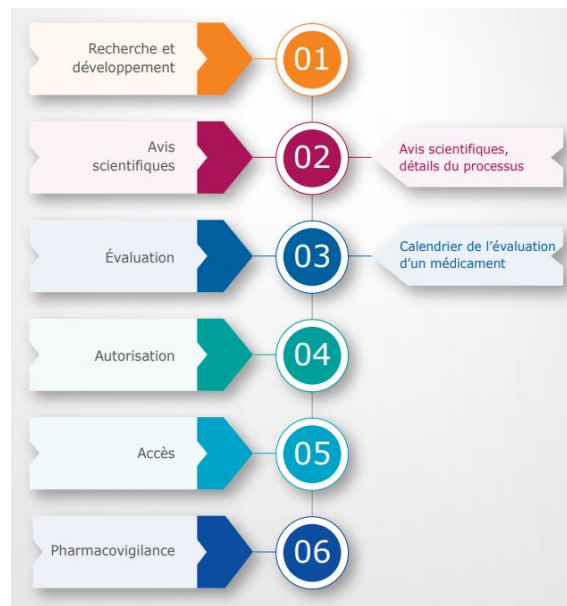 Recherche et
développement
01
Avis
scientifiques
02
Avis scientifiques,
détails du processus
Évaluation
03
Calendrier de l’évaluation
d’un médicament
Autorisation
04
Accès
05
Pharmacovigilance
06